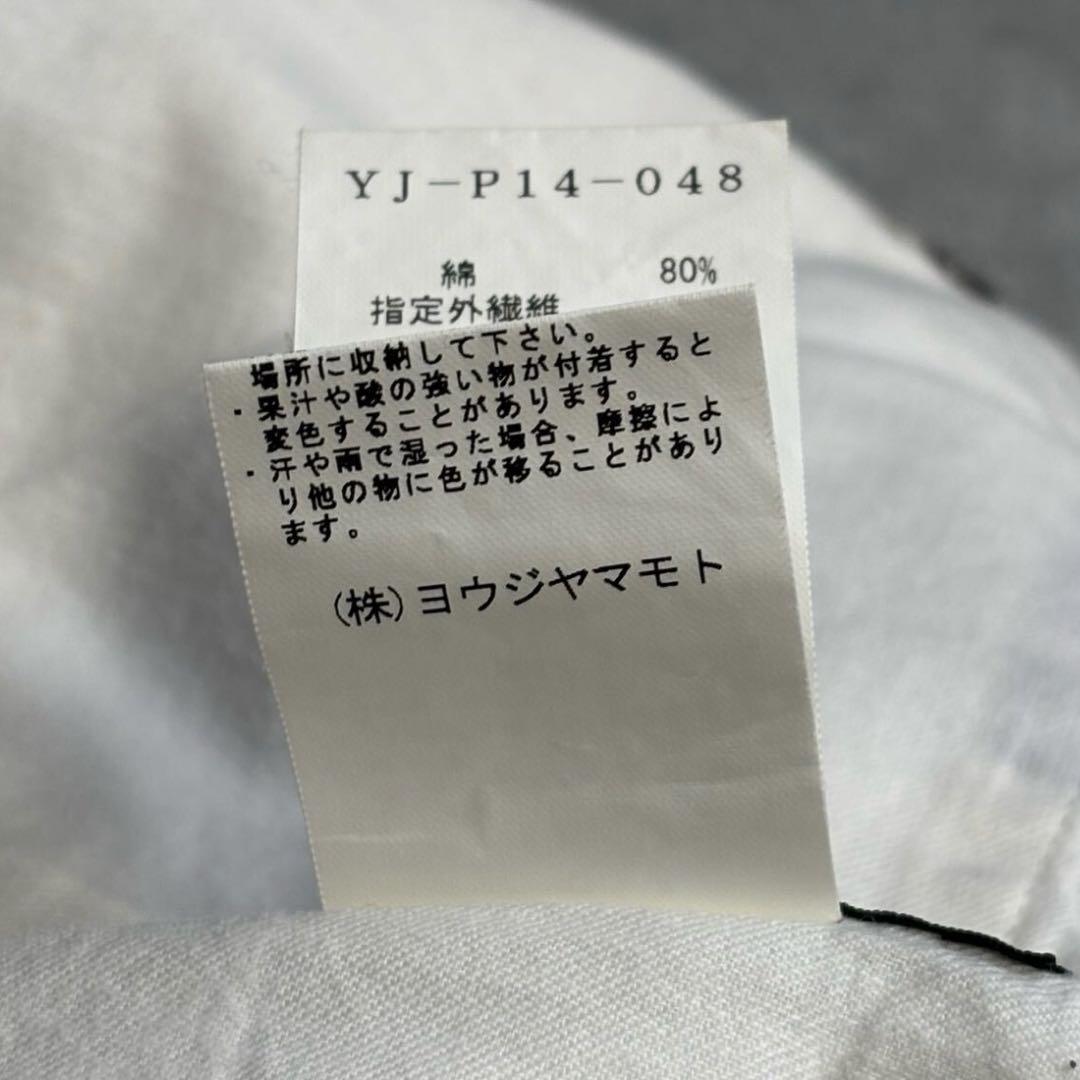 YJ－P14－048
綿 80%
指定外繊維
場所に収納して下さい。
・果汁や酸の強い物が付着すると
変色することがあります。
・汗や雨で湿った場合、摩擦によ
り他の物に色が移ることがあり
ます。
(株)ヨウジヤマモト